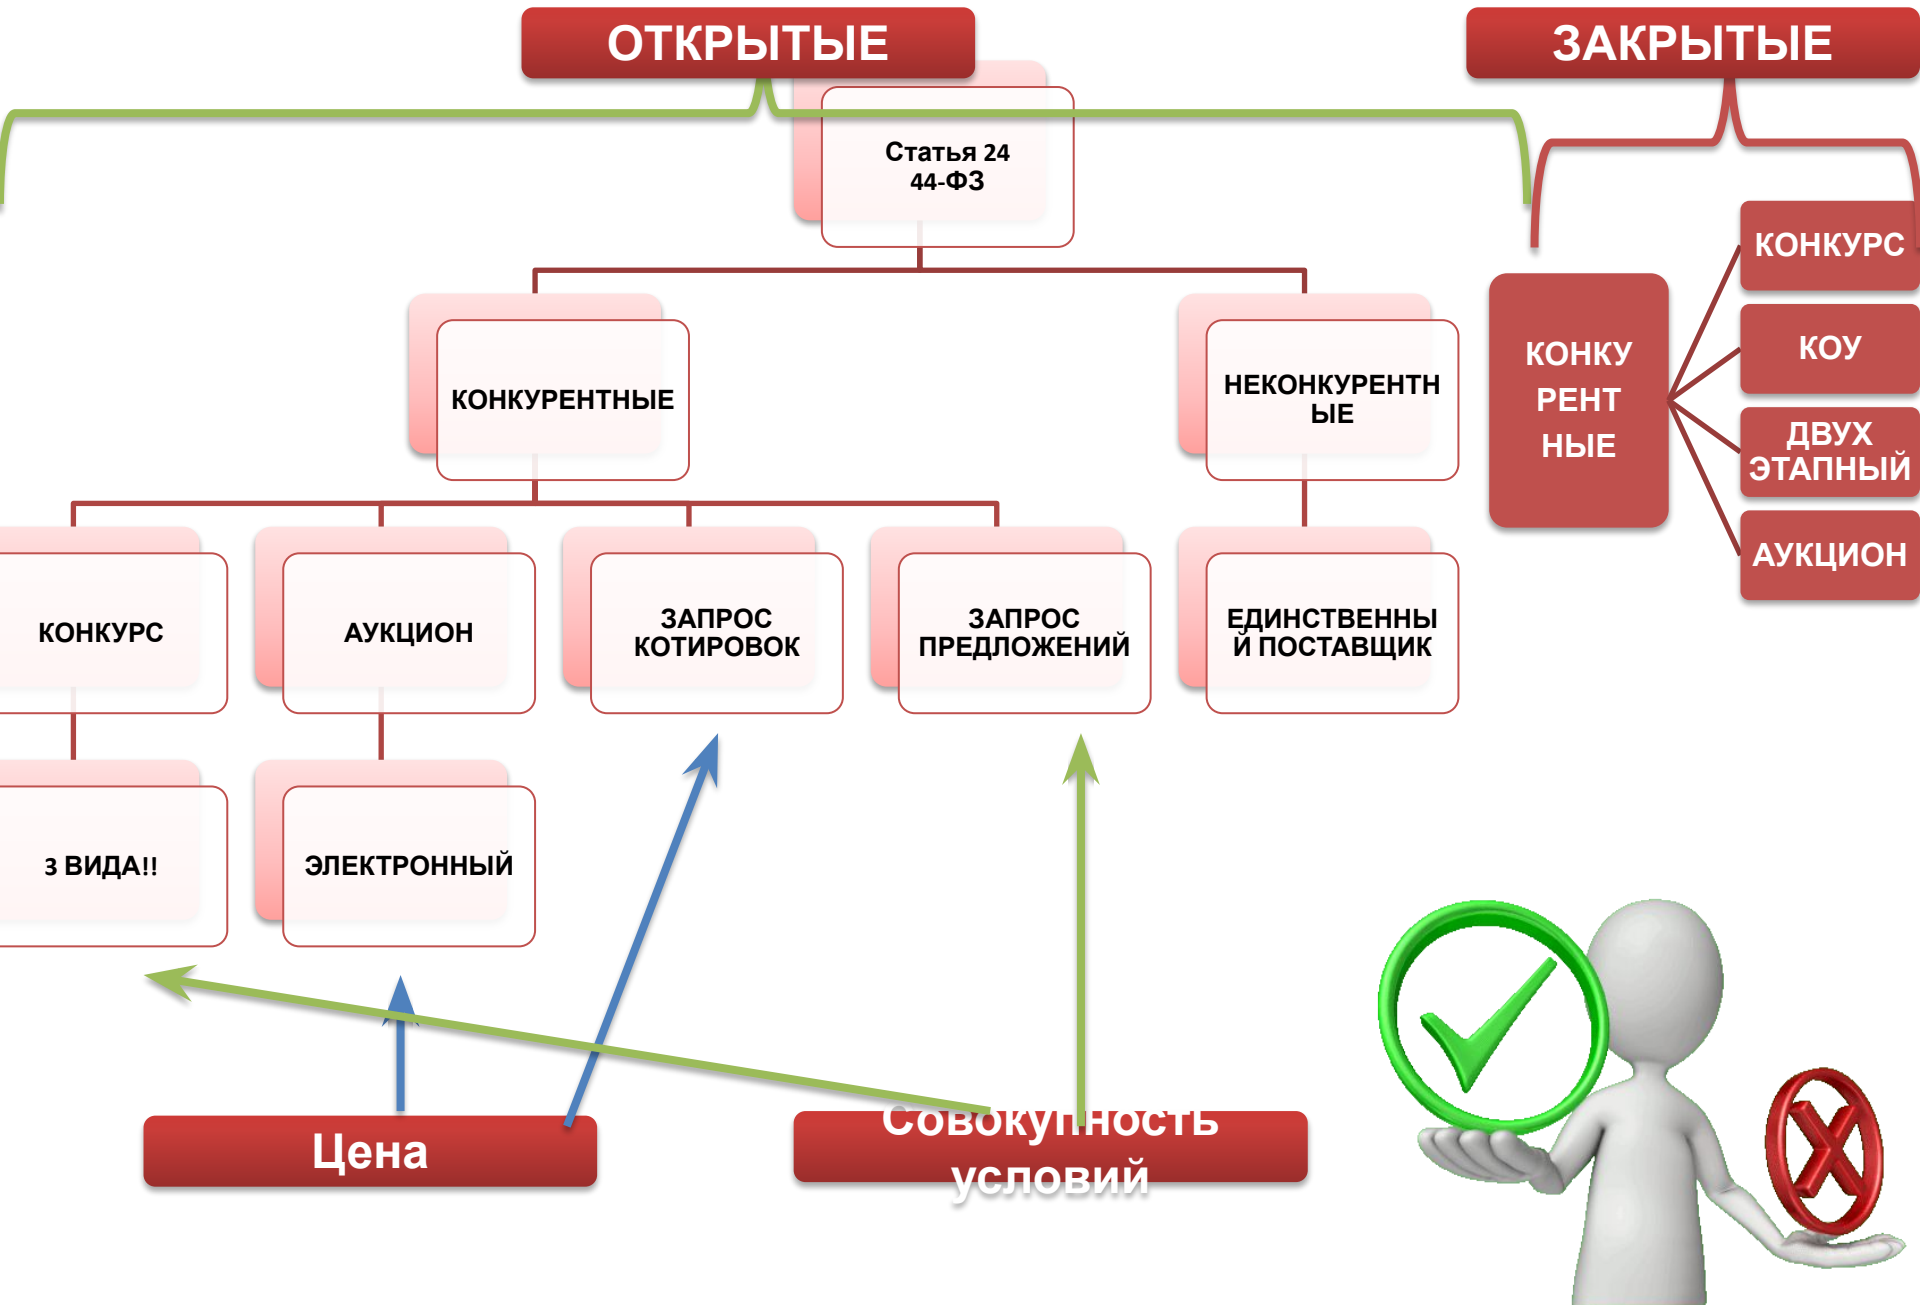 ОТКРЫТЫЕ
ЗАКРЫТЫЕ
Статья 24
44-ФЗ
КОНКУРЕНТНЫЕ
НЕКОНКУРЕНТН
ЫЕ
КОНКУРС
АУКЦИОН
ЗАПРОС
КОТИРОВОК
ЗАПРОС
ПРЕДЛОЖЕНИЙ
ЕДИНСТВЕННЫ
Й ПОСТАВЩИК
3 ВИДА!!
ЭЛЕКТРОННЫЙ
КОНКУ
РЕНТ
НЫЕ
КОНКУРС
КОУ
ДВУХ
ЭТАПНЫЙ
АУКЦИОН
Цена
Совокупность
условий